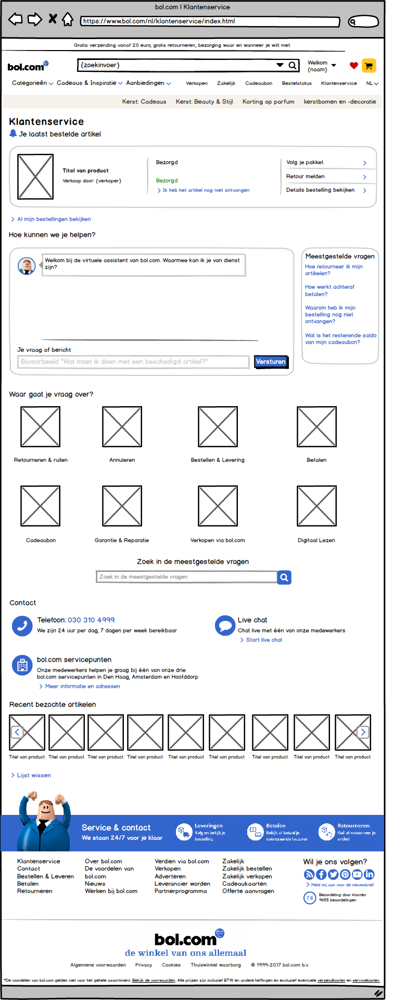 bol.com | Klantenservice
https://www.bol.com/nl/klantenservice/index.html
Gratis verzending vanaf 20 euro, gratis retourneren, bezorging waar en wanneer je wilt met
bol.com
{zoekinvoer}
Welkom
{naam}
Categorieën Cadeaus & Inspiratie Aanbiedingen Verkopen Zakelijk Cadeaubon Bestelstatus Klantenservice NL
Kerst: Cadeaus Kerst: Beauty & Stijl Korting op parfum kerstbomen en -decoratie
Klantenservice
Je laatst bestelde artikel
Titel van product
Verkoop door: {verkoper}
Bezorgd
Bezorgd
Ik heb het artikel nog niet ontvangen
Volg je pakket
Retour melden
Details bestelling bekijken
Al mijn bestellingen bekijken
Hoe kunnen we je helpen?
Welkom bij de virtuele assistent van bol.com. Waarmee kan ik je van dienst
zijn?
Je vraag of bericht
Bijvoorbeeld "Wat moet ik doen met een beschadigd artikel?"
Versturen
Meestgestelde vragen
Hoe retourneer ik mijn
artikelen?
Hoe werkt achteraf
betalen?
Waarom heb ik mijn
bestelling nog niet
ontvangen?
Wat is het resterende saldo
van mijn cadeaubon?
Waar gaat je vraag over?
Retourneren & ruilen Annuleren Bestellen & Levering Betalen
Cadeaubon Garantie & Reparatie Verkopen via bol.com Digitaal Lezen
Zoek in de meestgestelde vragen
Zoek in de meestgestelde vragen
Contact
Telefoon: 030 310 4999
We zijn 24 uur per dag, 7 dagen per week bereikbaar
Live chat
Chat live met één van onze medewerkers
Start live chat
bol.com servicepunten
Onze medewerkers helpen je graag bij één van onze drie
bol.com servicepunten in Den Haag, Amsterdam en Hoofddorp
Meer informatie en adressen
Recent bezochte artikelen
Titel van product Titel van product Titel van product Titel van product Titel van product Titel van product Titel van product Titel van product Titel van product
Lijst wissen
Service & contact
We staan 24/7 voor je klaar
Leveringen
Volg en bekijk je
bestelling
Betalen
Bekijk of betaal je
openstaande facturen
Retourneren
Ruil of retourneer je
artikel
Klantenservice
Contact
Bestellen & Leveren
Betalen
Retourneren
Over bol.com
De voordelen van
bol.com
Nieuws
Werken bij bol.com
Verdien via bol.com
Verkopen
Adverteren
Leverancier worden
Partnerprogramma
Zakelijk
Zakelijk bestellen
Zakelijk verkopen
Cadeaukaarten
Offerte aanvragen
Wil je ons volgen?
Meld mij aan voor de nieuwsbrief
7.8
Beoordeling door klanten
9655 beoordelingen
bol.com
de winkel van ons allemaal
Algemene voorwaarden Privacy Cookies Thuiswinkel waarborg © 1999-2017 bol.com b.v.
*De voordelen van bol.com gelden niet voor het gehele assortiment. Bekijk de voorwaarden. Alle prijzen zijn inclusief BTW en andere heffingen en exclusief eventuele verzendkosten en servicekosten.